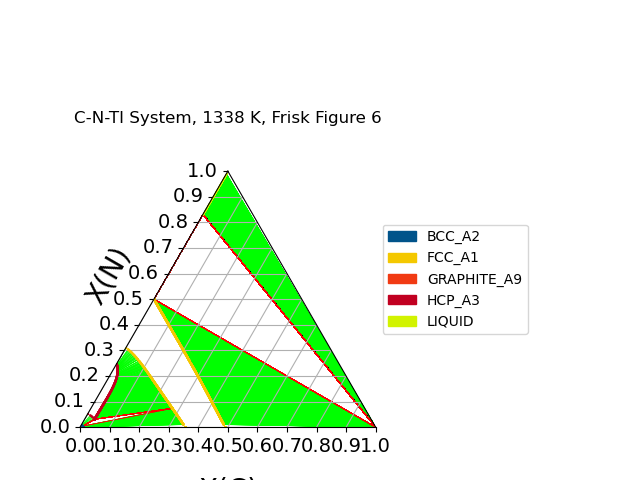 C-N-TI System, 1338 K, Frisk Figure 6
1.0
0.9
0.8
0.7
0.6
0.5
0.4
0.3
0.2
0.1
0.0
X(N)
0.00.10.20.30.40.50.60.70.80.91.0
BCC_A2
FCC_A1
GRAPHITE_A9
HCP_A3
LIQUID